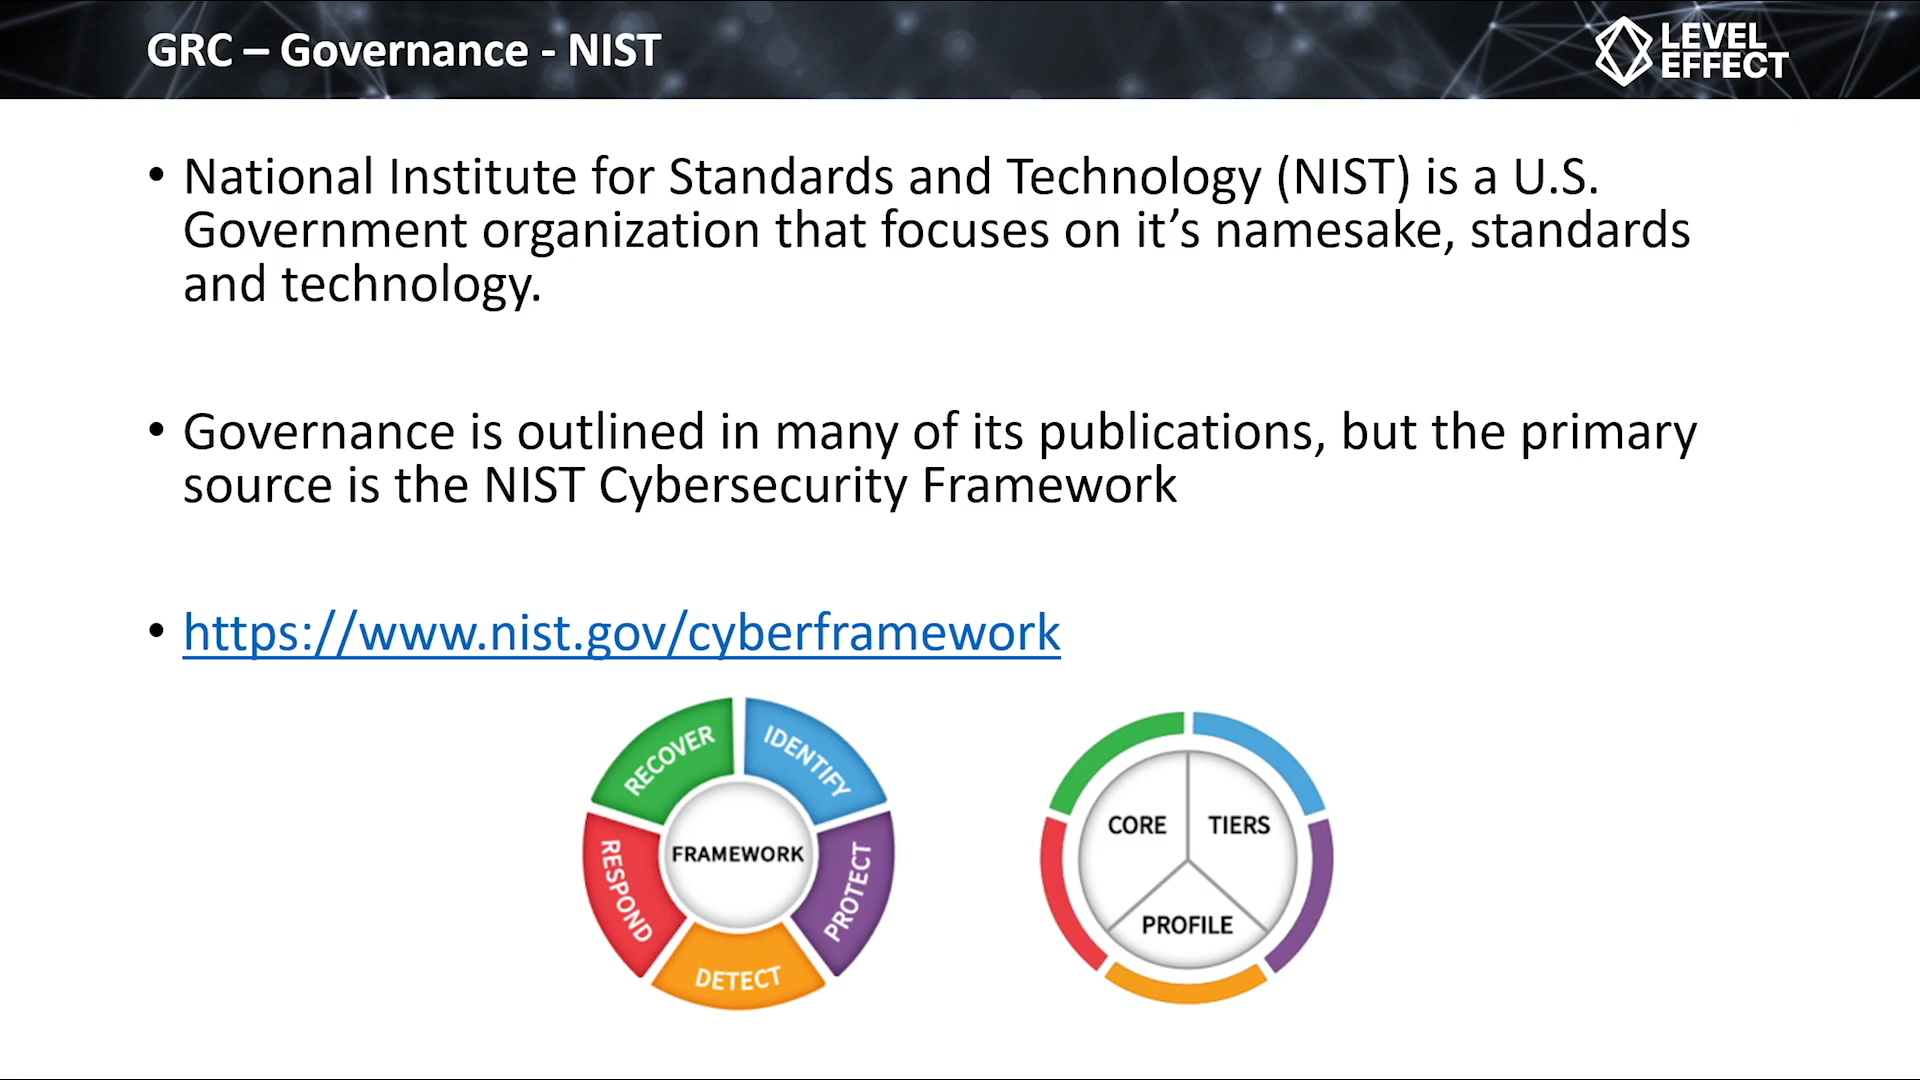 GRC – Governance - NIST
LEVEL
EFFECT
• National Institute for Standards and Technology (NIST) is a U.S.
Government organization that focuses on it’s namesake, standards
and technology.
• Governance is outlined in many of its publications, but the primary
source is the NIST Cybersecurity Framework
• https://www.nist.gov/cyberframework
RECOVER
IDENTIFY
FRAMEWORK
RESPOND
PROTECT
DETECT
CORE
TIERS
PROFILE